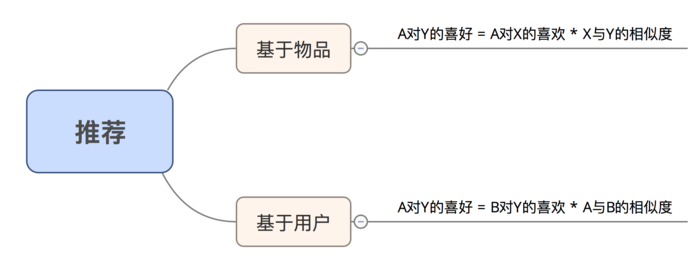 推荐
基于物品
A对Y的喜好 = A对X的喜欢 * X与Y的相似度
基于用户
A对Y的喜好 = B对Y的喜欢 * A与B的相似度